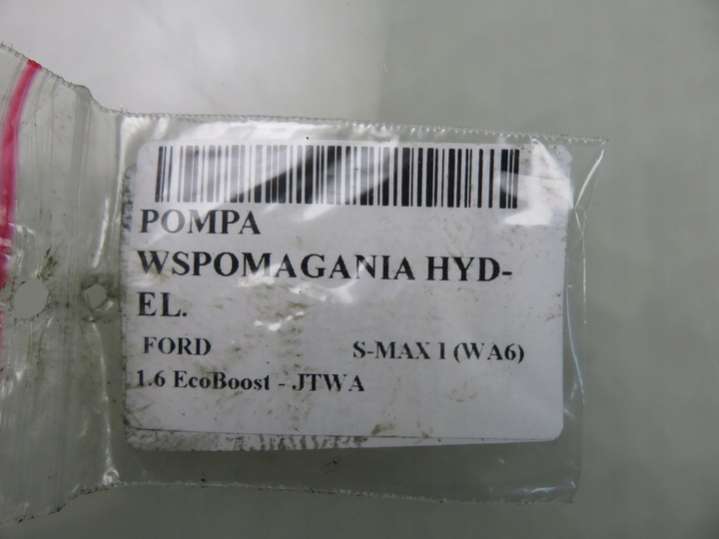 POMPA
WSPOMAGANIA HYD-
EL.
FORD S-MAX I (WA6)
1.6 EcoBoost - JTWA